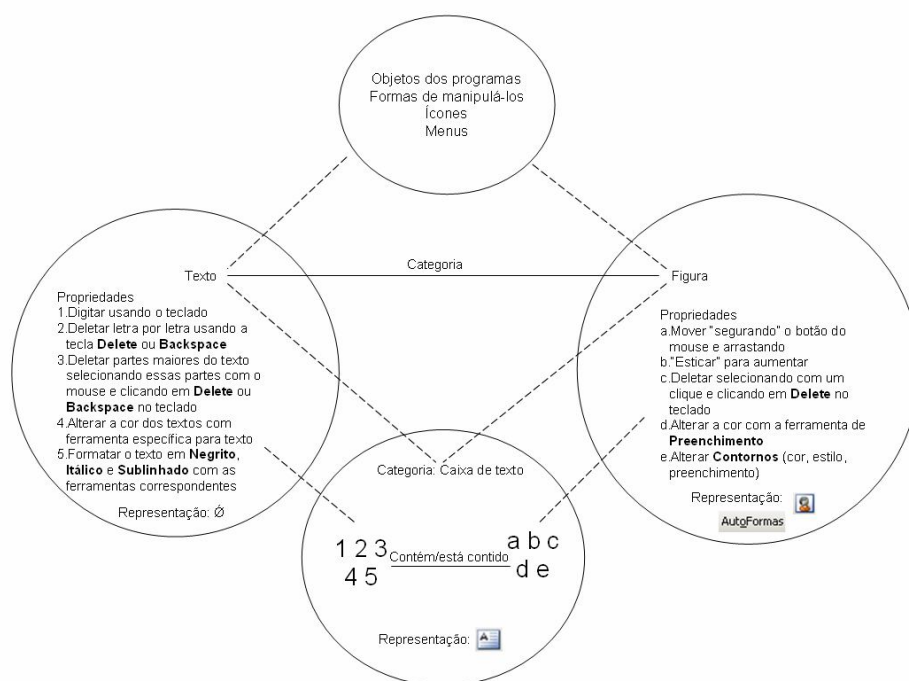 Objetos dos programas
Formas de manipulá-los
Ícones
Menus
Categoria
Texto
Propriedades
1.Digitar usando o teclado
2.Deletar letra por letra usando a
tecla Delete ou Backspace
3.Deletar partes maiores do texto
selecionando essas partes com o
mouse e clicando em Delete ou
Backspace no teclado
4.Alterar a cor dos textos com
ferramenta específica para texto
5.Formatar o texto em Negrito,
Itálico e Sublinhado com as
ferramentas correspondentes
Representação: Ǿ
Figura
Propriedades
a.Mover "segurando" o botão do
mouse e arrastando
b."Esticar" para aumentar
c.Deletar selecionando com um
clique e clicando em Delete no
teclado
d.Alterar a cor com a ferramenta de
Preenchimento
e.Alterar Contornos (cor, estilo,
preenchimento)
Representação:
AutoFormas
Categoria: Caixa de texto
1 2 3
4 5
Contém/está contido
a b c
d e
Representação:
A